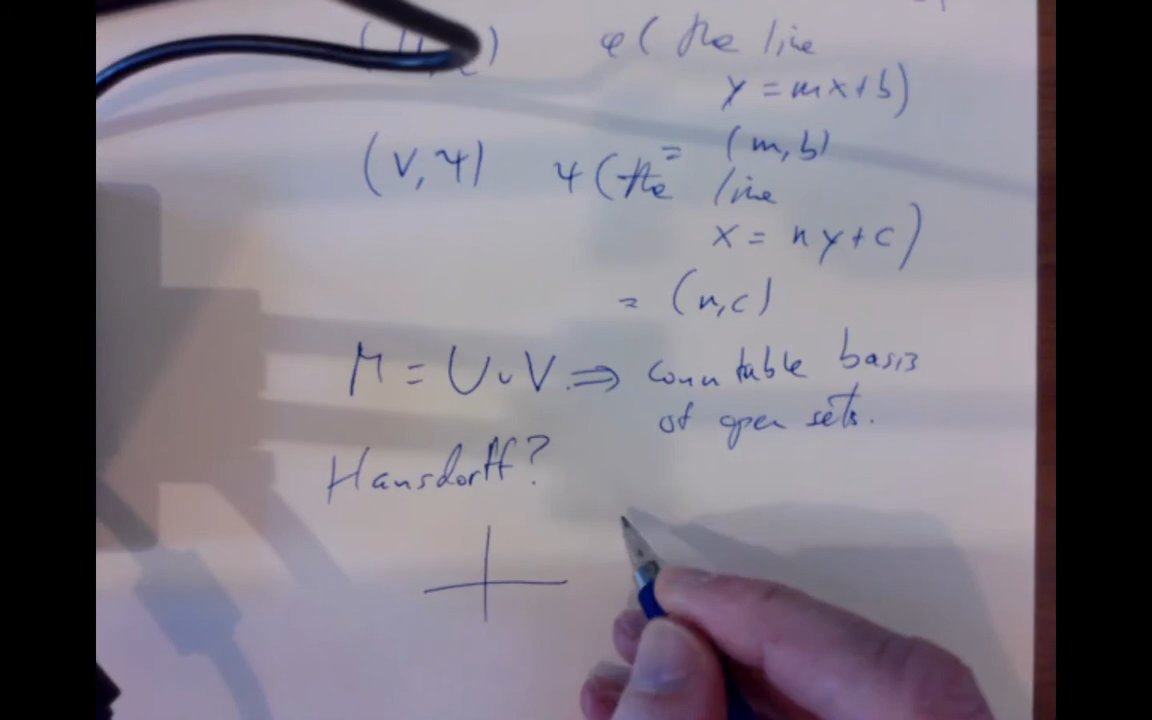 φ( the line
y = mx+b)
= (m, b)
(V, Ψ) Ψ(the line
x = ny+c)
= (n,c)
M = U∪V. ⇒ countable basis
of open sets.
Hausdorff?